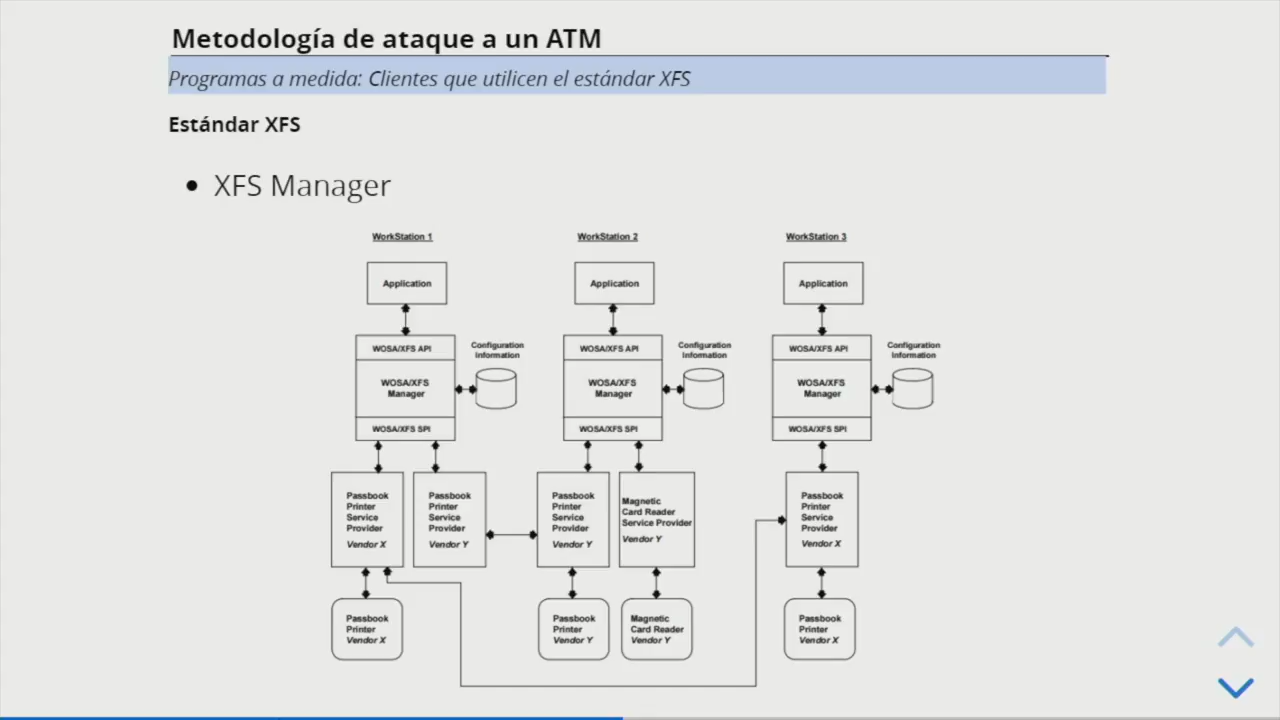 Metodología de ataque a un ATM
Programas a medida: Clientes que utilicen el estándar XFS
Estándar XFS
• XFS Manager
WorkStation 1
WorkStation 2
WorkStation 3
Application
Application
Application
WOSA/XFS API
Configuration
Information
WOSA/XFS API
Configuration
Information
WOSA/XFS API
Configuration
Information
WOSA/XFS
Manager
WOSA/XFS
Manager
WOSA/XFS
Manager
WOSA/XFS SPI
WOSA/XFS SPI
WOSA/XFS SPI
Passbook
Printer
Service
Provider
Vendor X
Passbook
Printer
Service
Provider
Vendor Y
Passbook
Printer
Service
Provider
Vendor Y
Magnetic
Card Reader
Service Provider
Vendor Y
Passbook
Printer
Service
Provider
Vendor X
Passbook
Printer
Vendor X
Passbook
Printer
Vendor Y
Magnetic
Card Reader
Vendor Y
Passbook
Printer
Vendor X